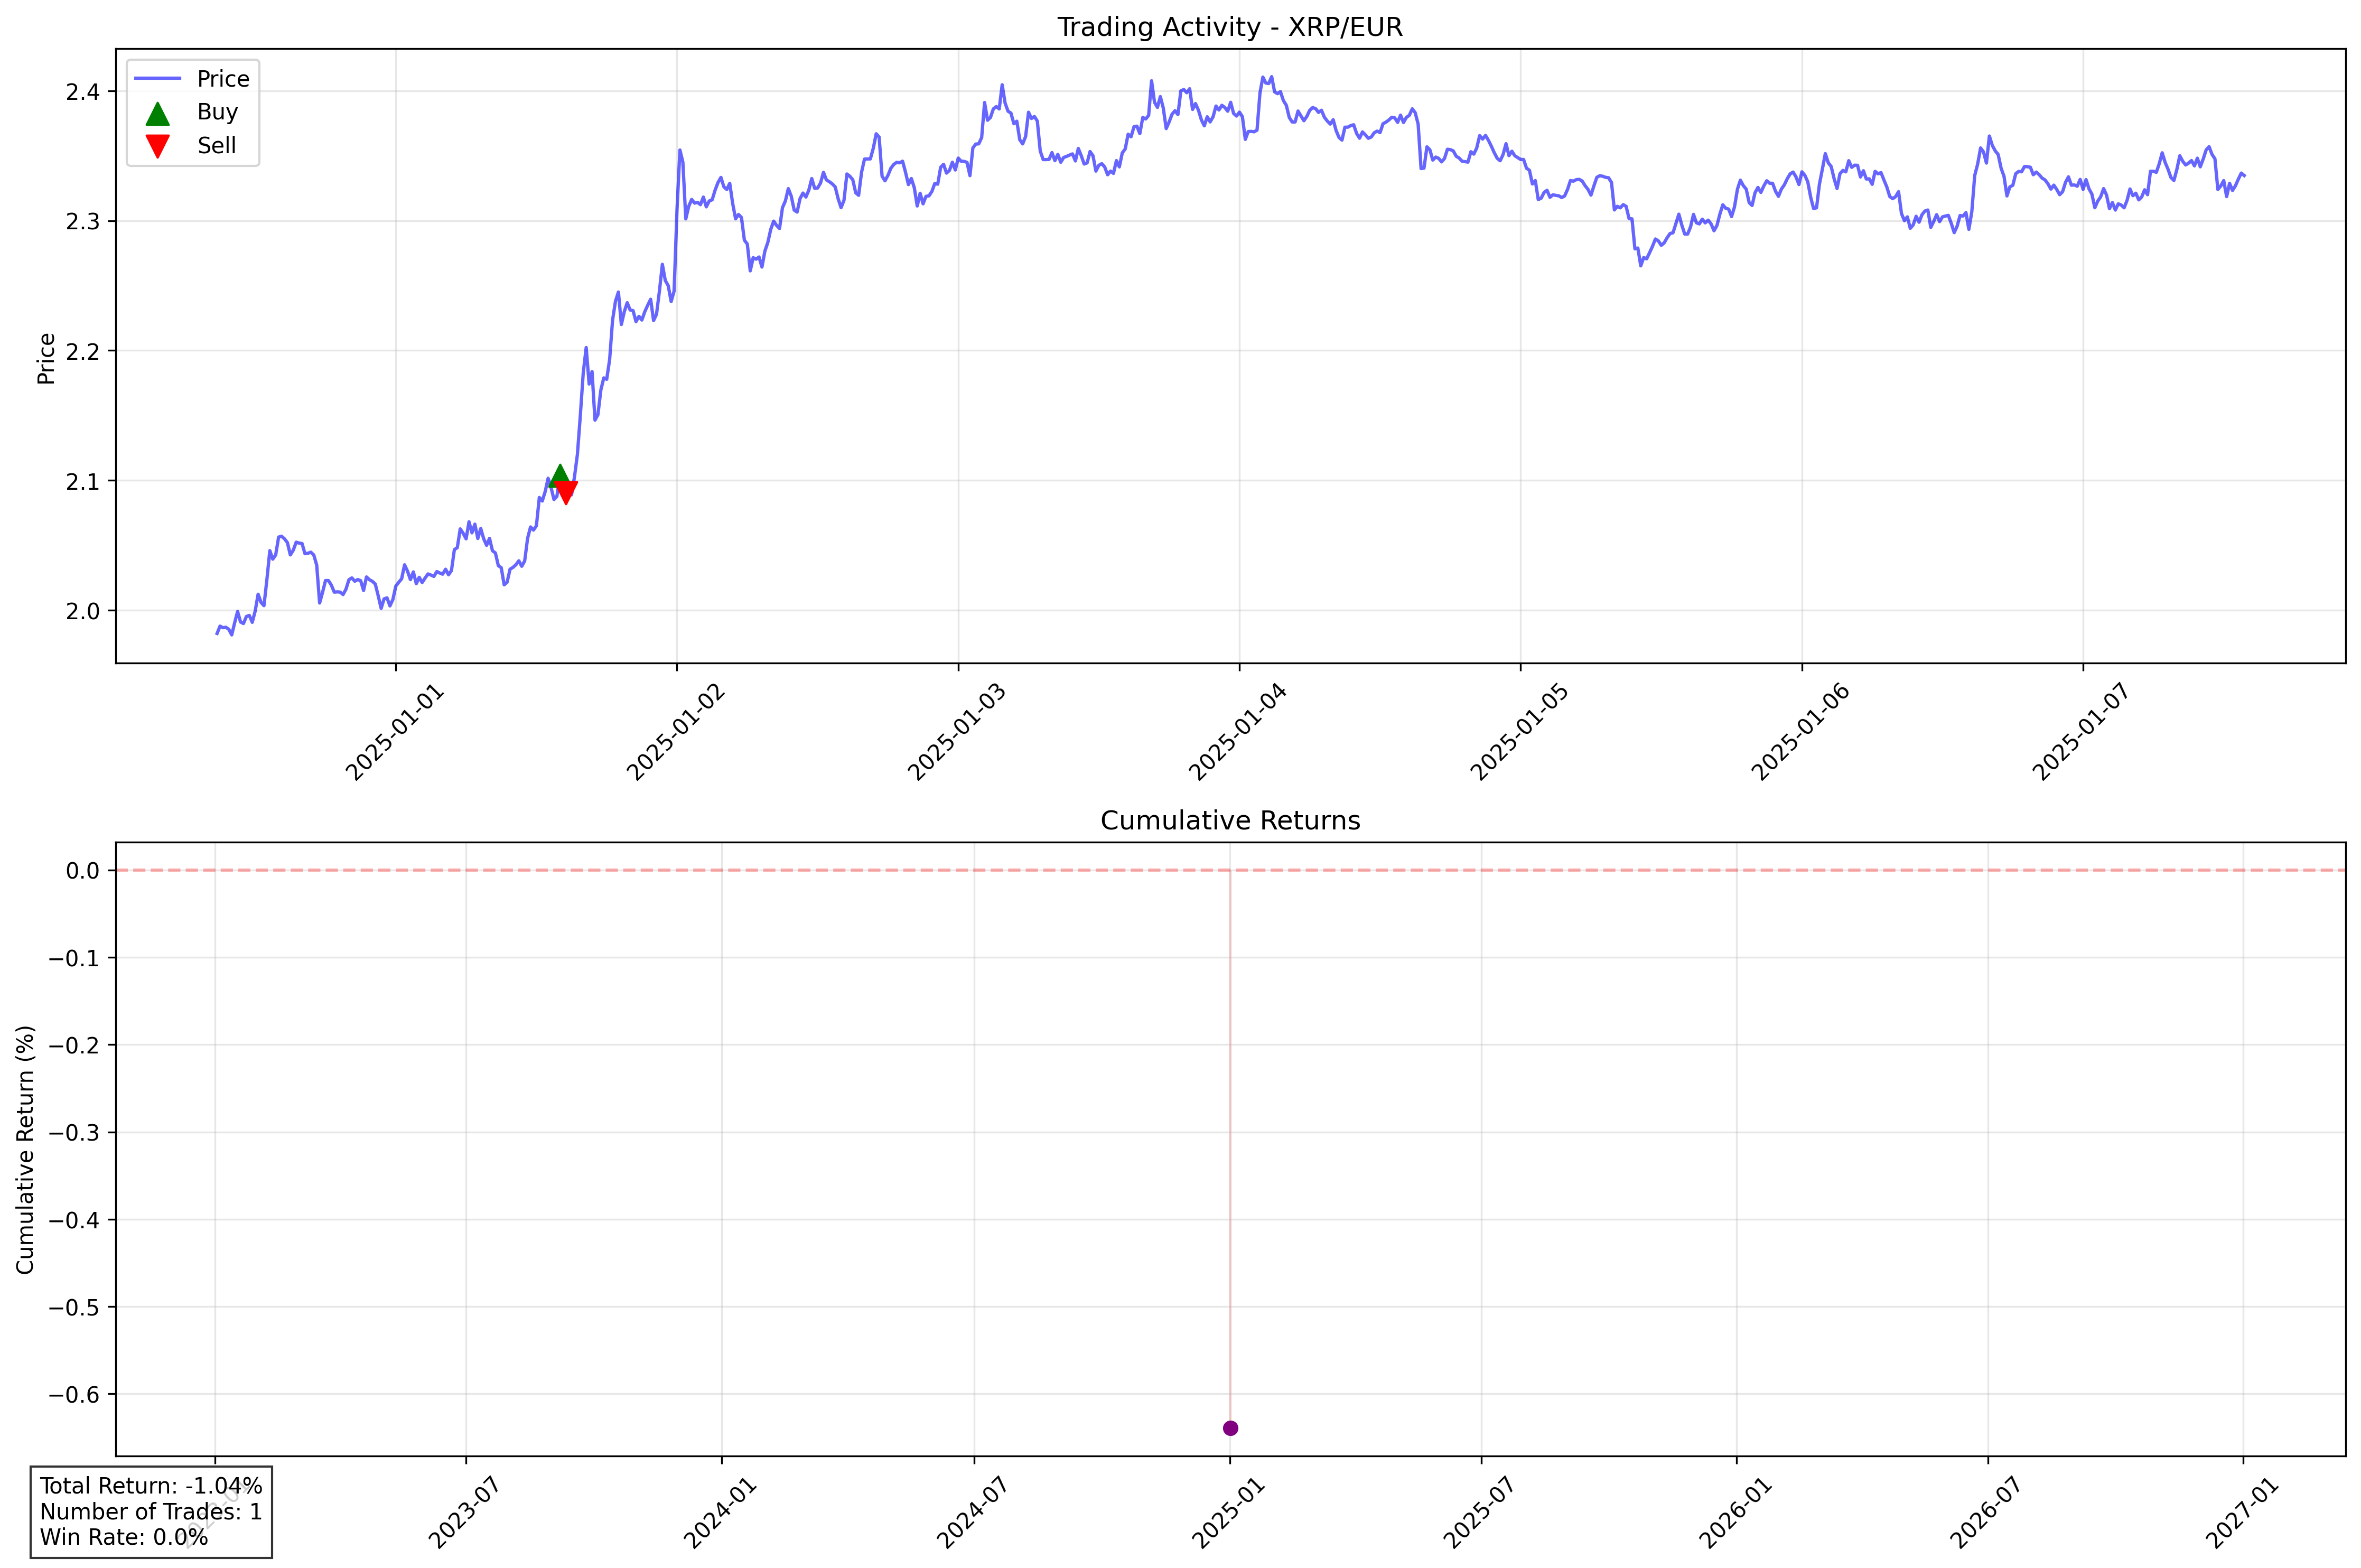 Trading Activity - XRP/EUR
Price
Buy
Sell
Price
2.4
2.3
2.2
2.1
2.0
2025-01-01
2025-01-02
2025-01-03
2025-01-04
2025-01-05
2025-01-06
2025-01-07
Cumulative Returns
Cumulative Return (%)
0.0
−0.1
−0.2
−0.3
−0.4
−0.5
−0.6
2023-07
2024-01
2024-07
2025-01
2025-07
2026-01
2026-07
2027-01
Total Return: -1.04%
Number of Trades: 1
Win Rate: 0.0%